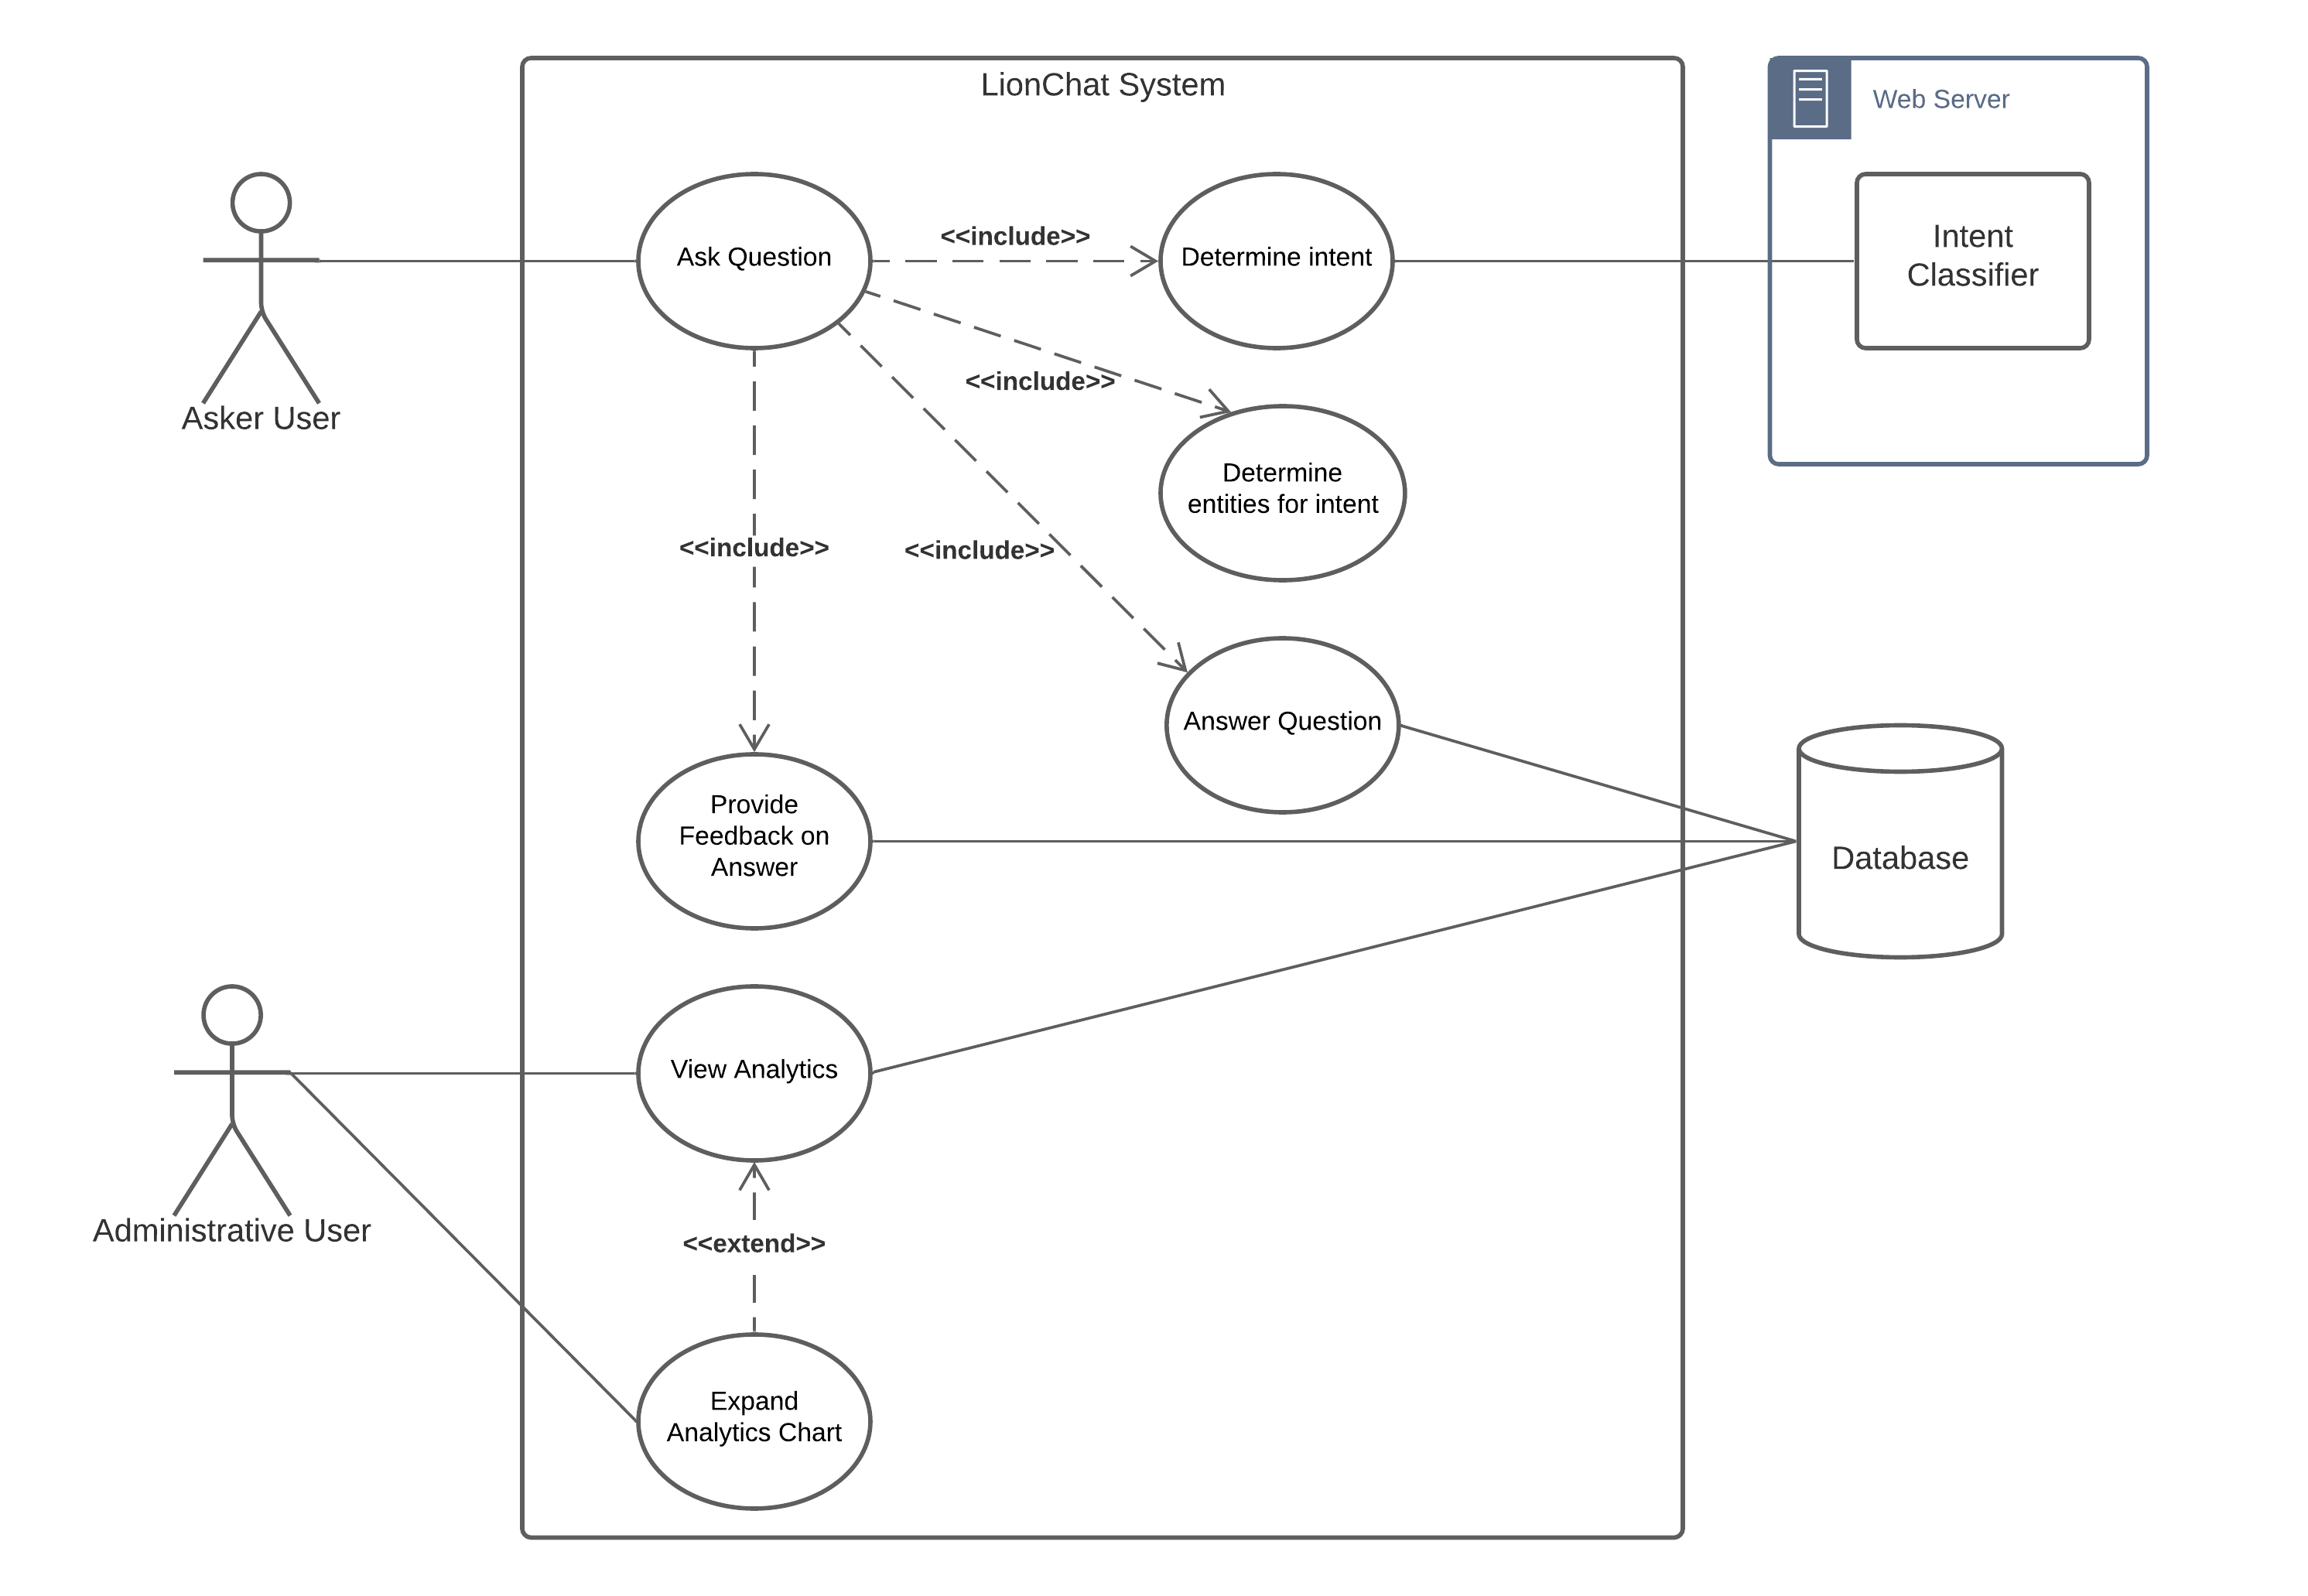 LionChat System
Web Server
Ask Question
<<include>>
Determine intent
Intent
Classifier
Asker User
<<include>>
Determine
entities for intent
<<include>>
<<include>>
Answer Question
Provide
Feedback on
Answer
Database
View Analytics
Administrative User
<<extend>>
Expand
Analytics Chart